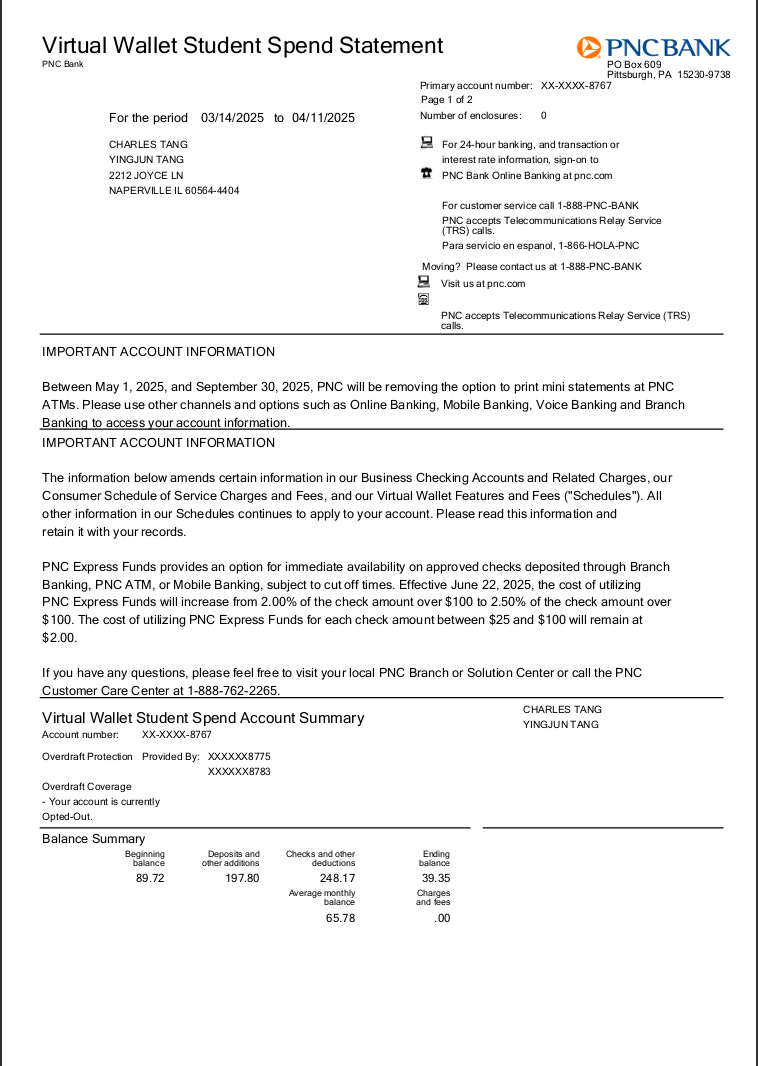 Virtual Wallet Student Spend Statement
PNC Bank
PNCBANK
PO Box 609
Pittsburgh, PA 15230-9738
Primary account number: XX-XXXX-8767
Page 1 of 2
Number of enclosures: 0
For the period 03/14/2025 to 04/11/2025
CHARLES TANG
YINGJUN TANG
2212 JOYCE LN
NAPERVILLE IL 60564-4404
For 24-hour banking, and transaction or
interest rate information, sign-on to
PNC Bank Online Banking at pnc.com
For customer service call 1-888-PNC-BANK
PNC accepts Telecommunications Relay Service
(TRS) calls.
Para servicio en espanol, 1-866-HOLA-PNC
Moving? Please contact us at 1-888-PNC-BANK
Visit us at pnc.com
PNC accepts Telecommunications Relay Service (TRS)
calls.
IMPORTANT ACCOUNT INFORMATION
Between May 1, 2025, and September 30, 2025, PNC will be removing the option to print mini statements at PNC
ATMs. Please use other channels and options such as Online Banking, Mobile Banking, Voice Banking and Branch
Banking to access your account information.
IMPORTANT ACCOUNT INFORMATION
The information below amends certain information in our Business Checking Accounts and Related Charges, our
Consumer Schedule of Service Charges and Fees, and our Virtual Wallet Features and Fees ("Schedules"). All
other information in our Schedules continues to apply to your account. Please read this information and
retain it with your records.
PNC Express Funds provides an option for immediate availability on approved checks deposited through Branch
Banking, PNC ATM, or Mobile Banking, subject to cut off times. Effective June 22, 2025, the cost of utilizing
PNC Express Funds will increase from 2.00% of the check amount over $100 to 2.50% of the check amount over
$100. The cost of utilizing PNC Express Funds for each check amount between $25 and $100 will remain at
$2.00.
If you have any questions, please feel free to visit your local PNC Branch or Solution Center or call the PNC
Customer Care Center at 1-888-762-2265.
Virtual Wallet Student Spend Account Summary
Account number: XX-XXXX-8767
CHARLES TANG
YINGJUN TANG
Overdraft Protection Provided By: XXXXXX8775
XXXXXX8783
Overdraft Coverage
- Your account is currently
Opted-Out.
Balance Summary
Beginning balance Deposits and other additions Checks and other deductions Ending balance
89.72 197.80 248.17 39.35
Average monthly balance Charges and fees
65.78 .00